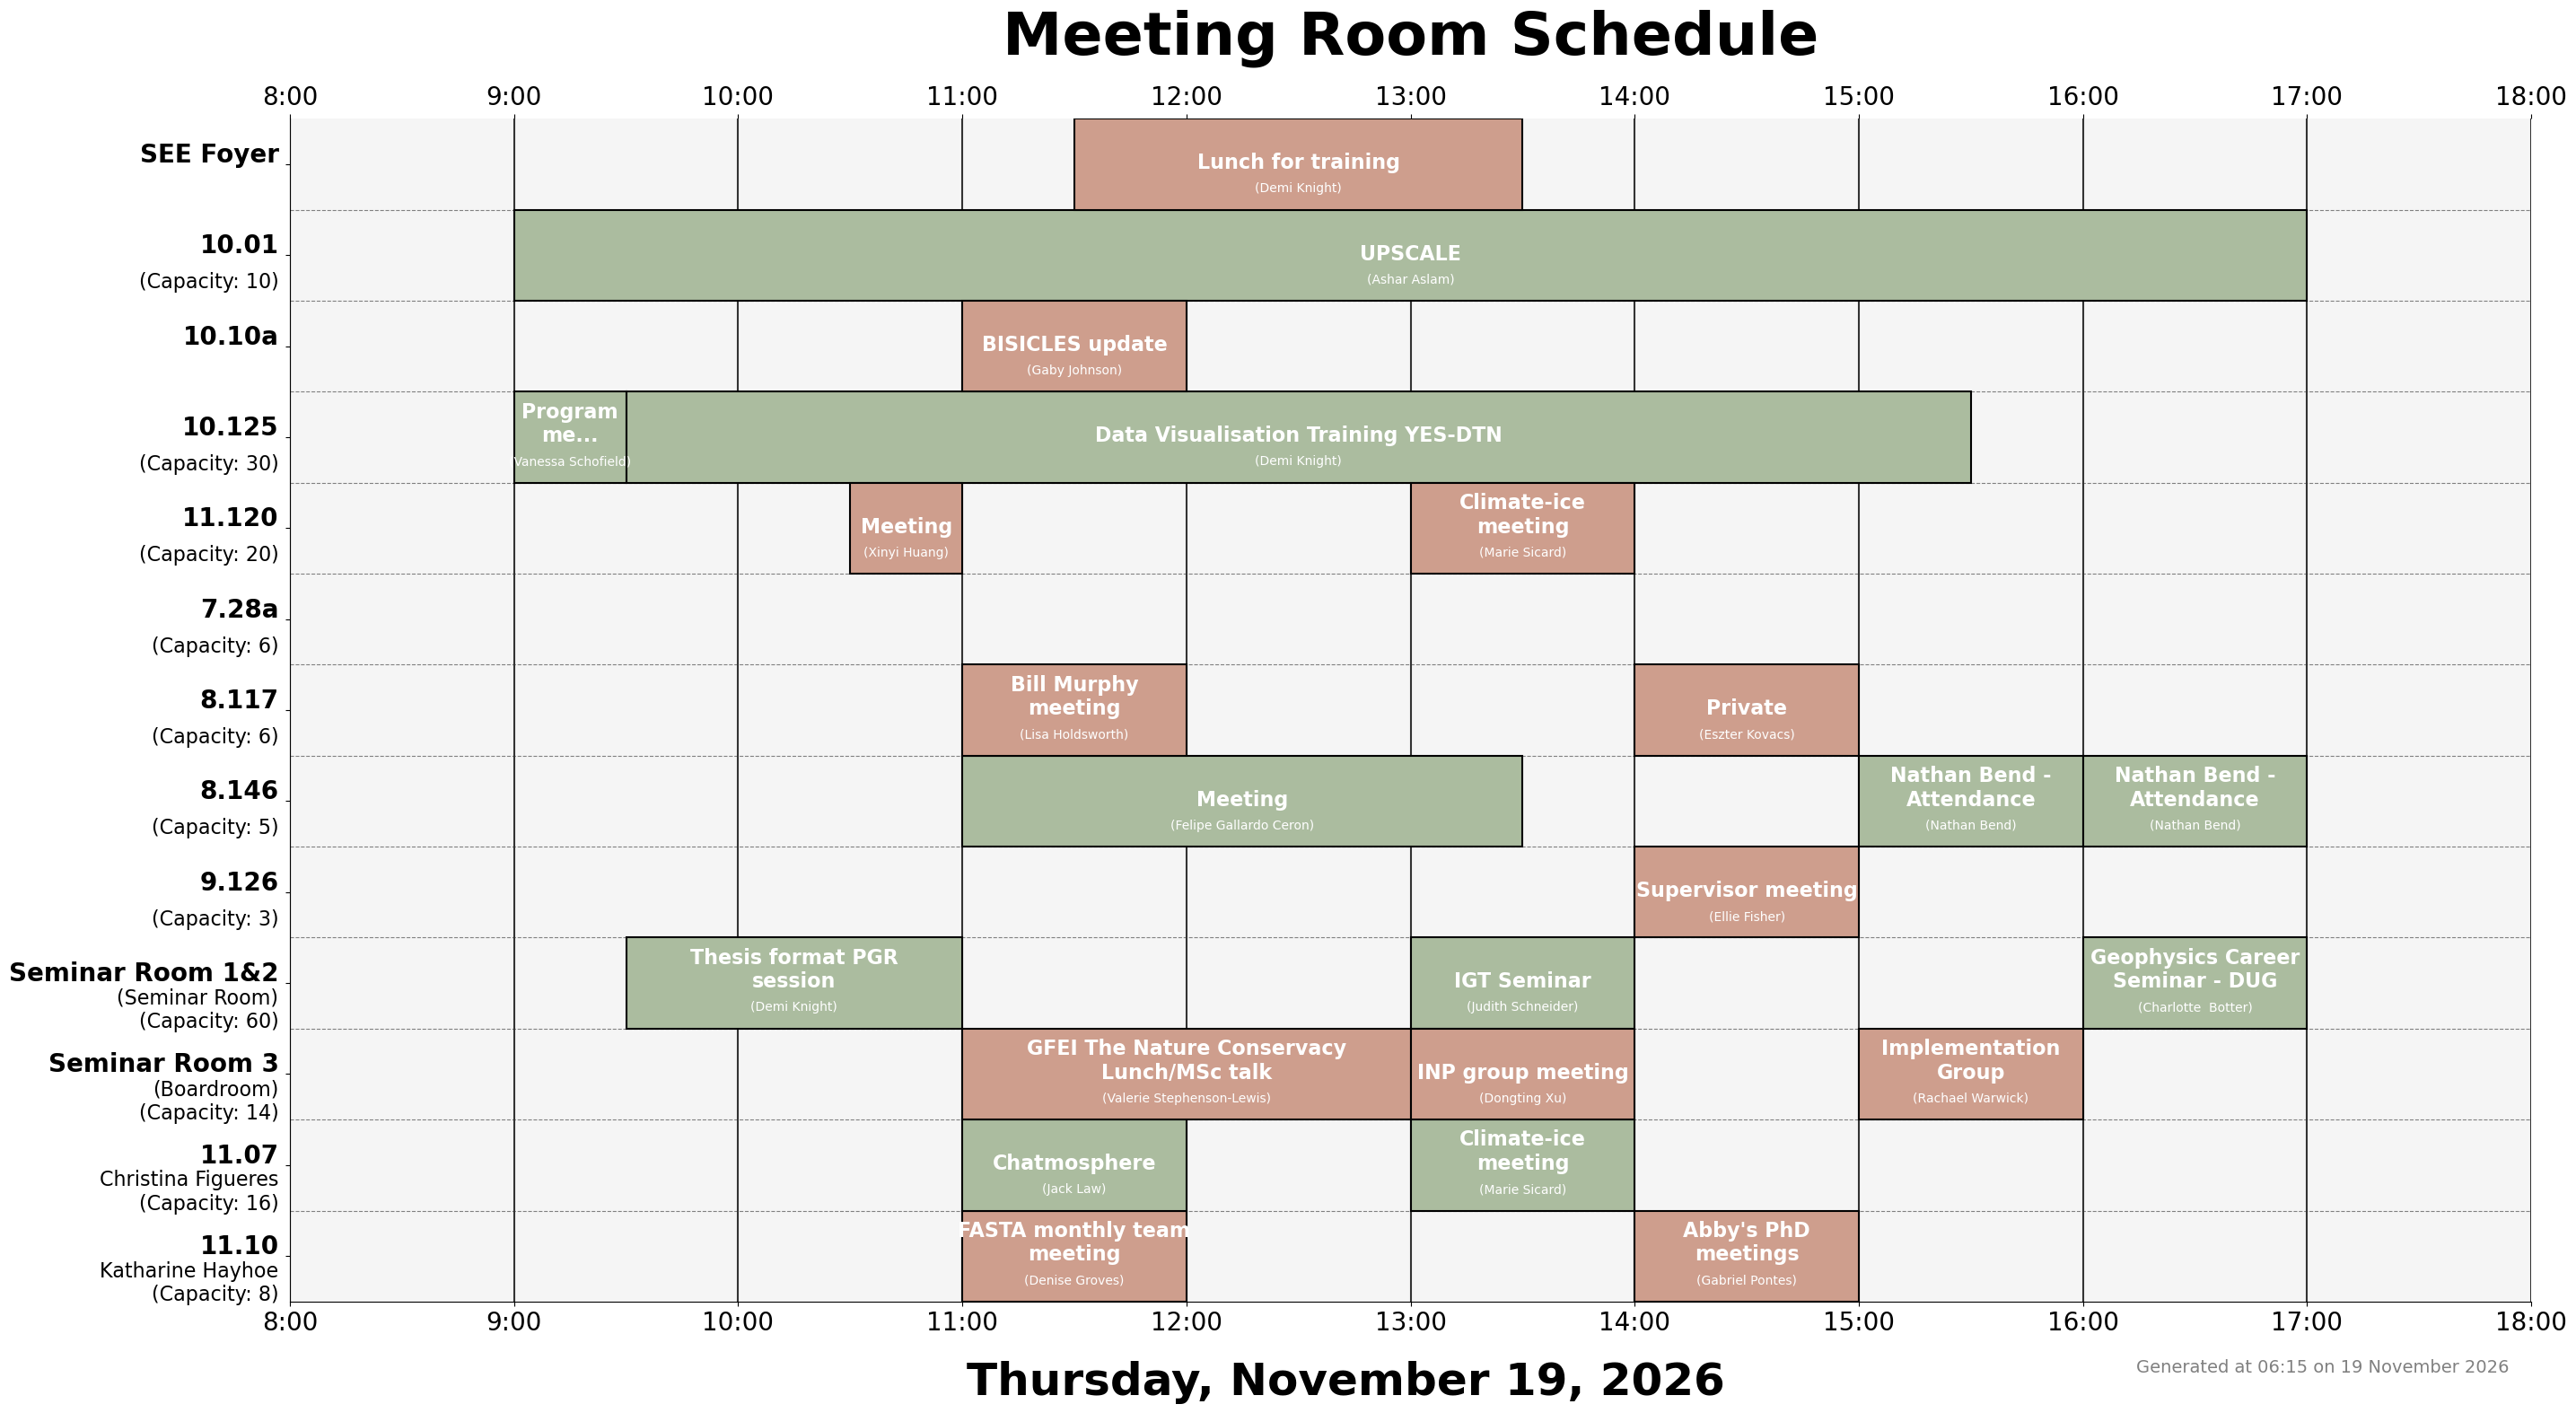 Meeting Room Schedule
8:00 9:00 10:00 11:00 12:00 13:00 14:00 15:00 16:00 17:00 18:00
SEE Foyer
Lunch for training
(Demi Knight)
10.01
(Capacity: 10)
UPSCALE
(Ashar Aslam)
10.10a
BISICLES update
(Gaby Johnson)
10.125
(Capacity: 30)
Program
me...
Vanessa Schofield)
Data Visualisation Training YES-DTN
(Demi Knight)
11.120
(Capacity: 20)
Meeting
(Xinyi Huang)
Climate-ice
meeting
(Marie Sicard)
7.28a
(Capacity: 6)
8.117
(Capacity: 6)
Bill Murphy
meeting
(Lisa Holdsworth)
Private
(Eszter Kovacs)
8.146
(Capacity: 5)
Meeting
(Felipe Gallardo Ceron)
Nathan Bend -
Attendance
(Nathan Bend)
Nathan Bend -
Attendance
(Nathan Bend)
9.126
(Capacity: 3)
Supervisor meeting
(Ellie Fisher)
Seminar Room 1&2
(Seminar Room)
(Capacity: 60)
Thesis format PGR
session
(Demi Knight)
IGT Seminar
(Judith Schneider)
Geophysics Career
Seminar - DUG
(Charlotte  Botter)
Seminar Room 3
(Boardroom)
(Capacity: 14)
GFEI The Nature Conservacy
Lunch/MSc talk
(Valerie Stephenson-Lewis)
INP group meeting
(Dongting Xu)
Implementation
Group
(Rachael Warwick)
11.07
Christina Figueres
(Capacity: 16)
Chatmosphere
(Jack Law)
Climate-ice
meeting
(Marie Sicard)
11.10
Katharine Hayhoe
(Capacity: 8)
FASTA monthly team
meeting
(Denise Groves)
Abby's PhD
meetings
(Gabriel Pontes)
8:00 9:00 10:00 11:00 12:00 13:00 14:00 15:00 16:00 17:00 18:00
Thursday, November 19, 2026
Generated at 06:15 on 19 November 2026